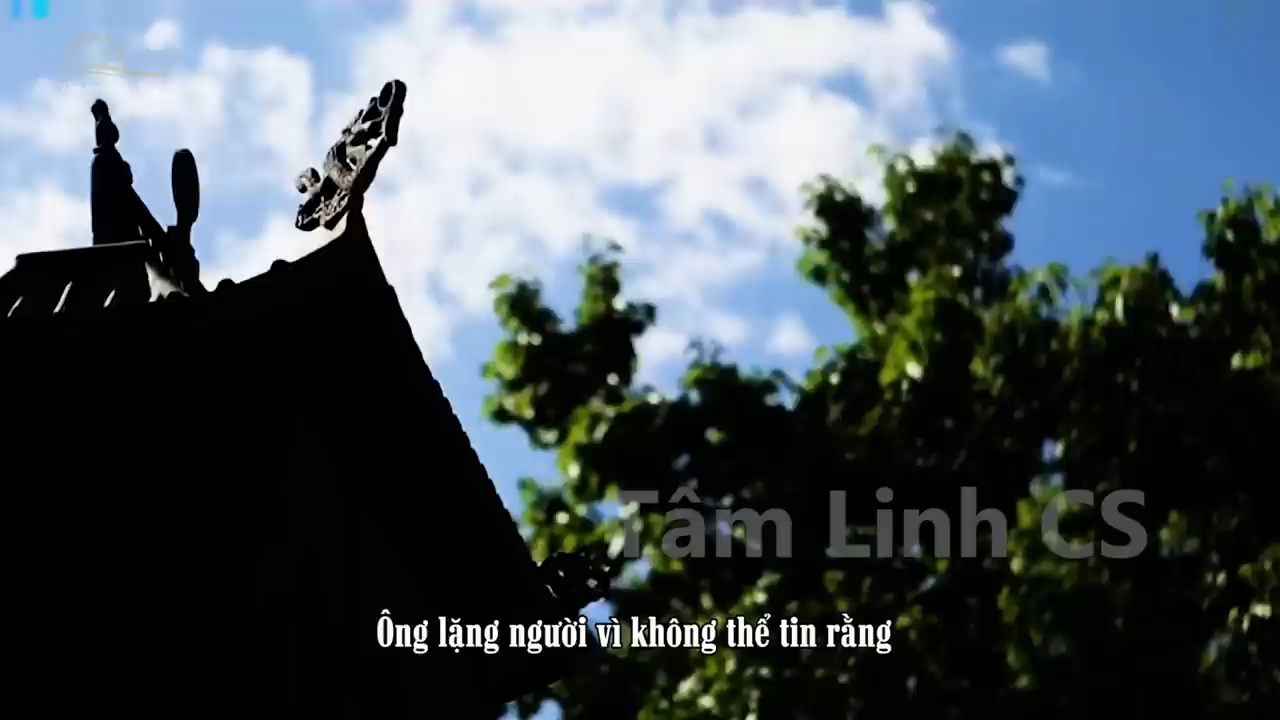 Tâm Linh CS
Ông lặng người vì không thể tin rằng